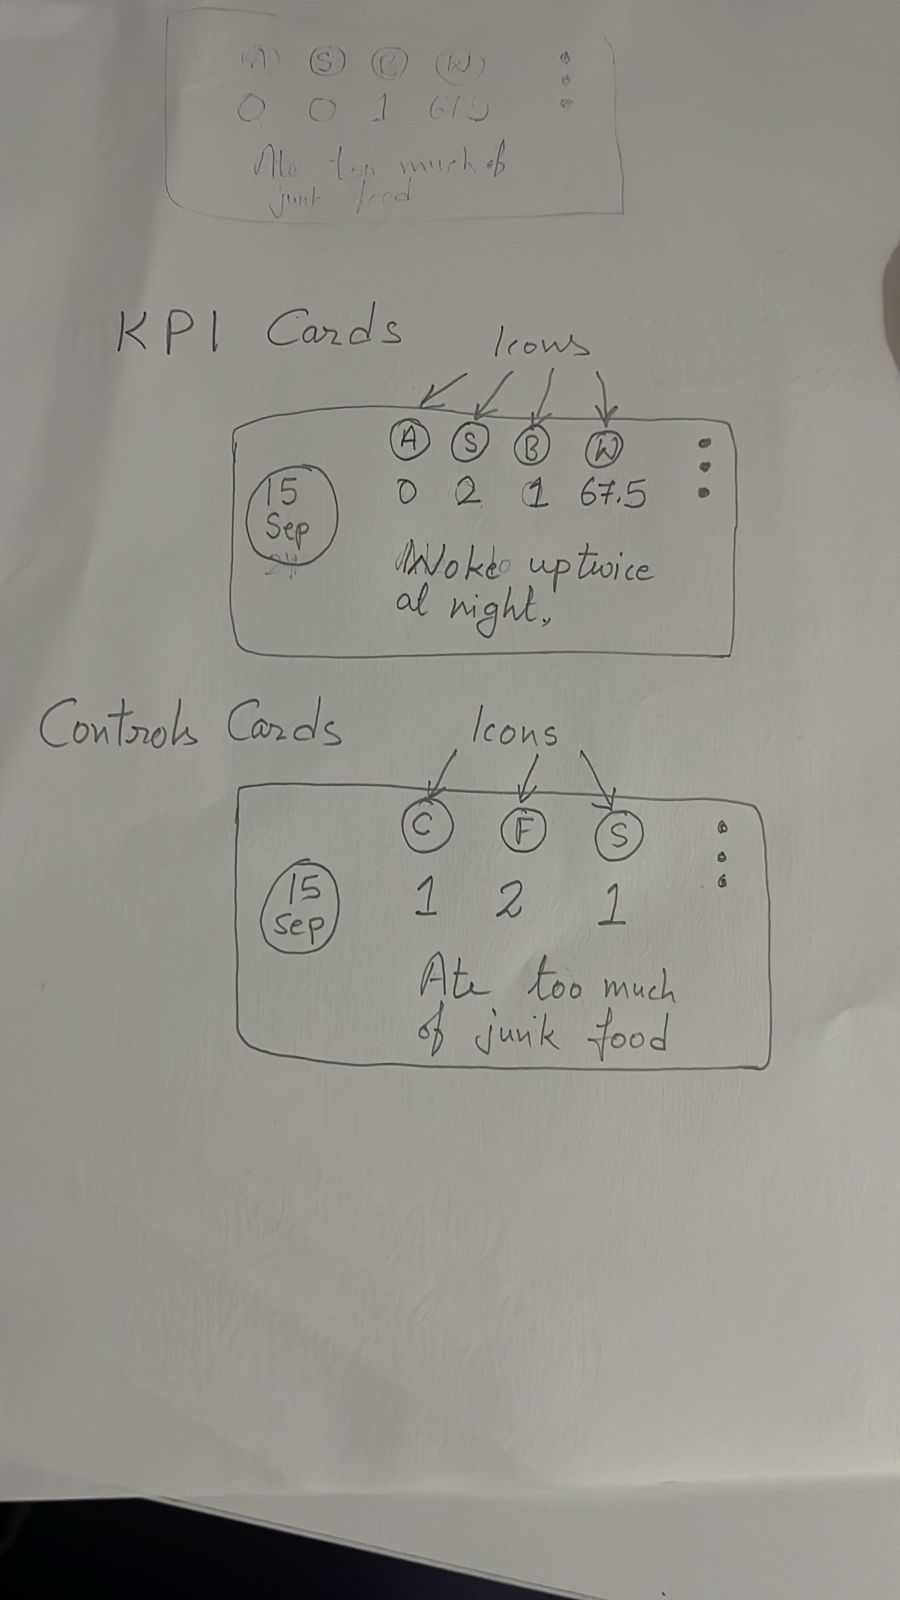 A S B W
0 0 1 67.5
Ate too much of
junk food
KPI Cards
Icons
A S B W
15
Sep
24
0 2 1 67.5
Woke up twice
at night.
Controls Cards
Icons
C F S
15
Sep
1 2 1
Ate too much
of junk food